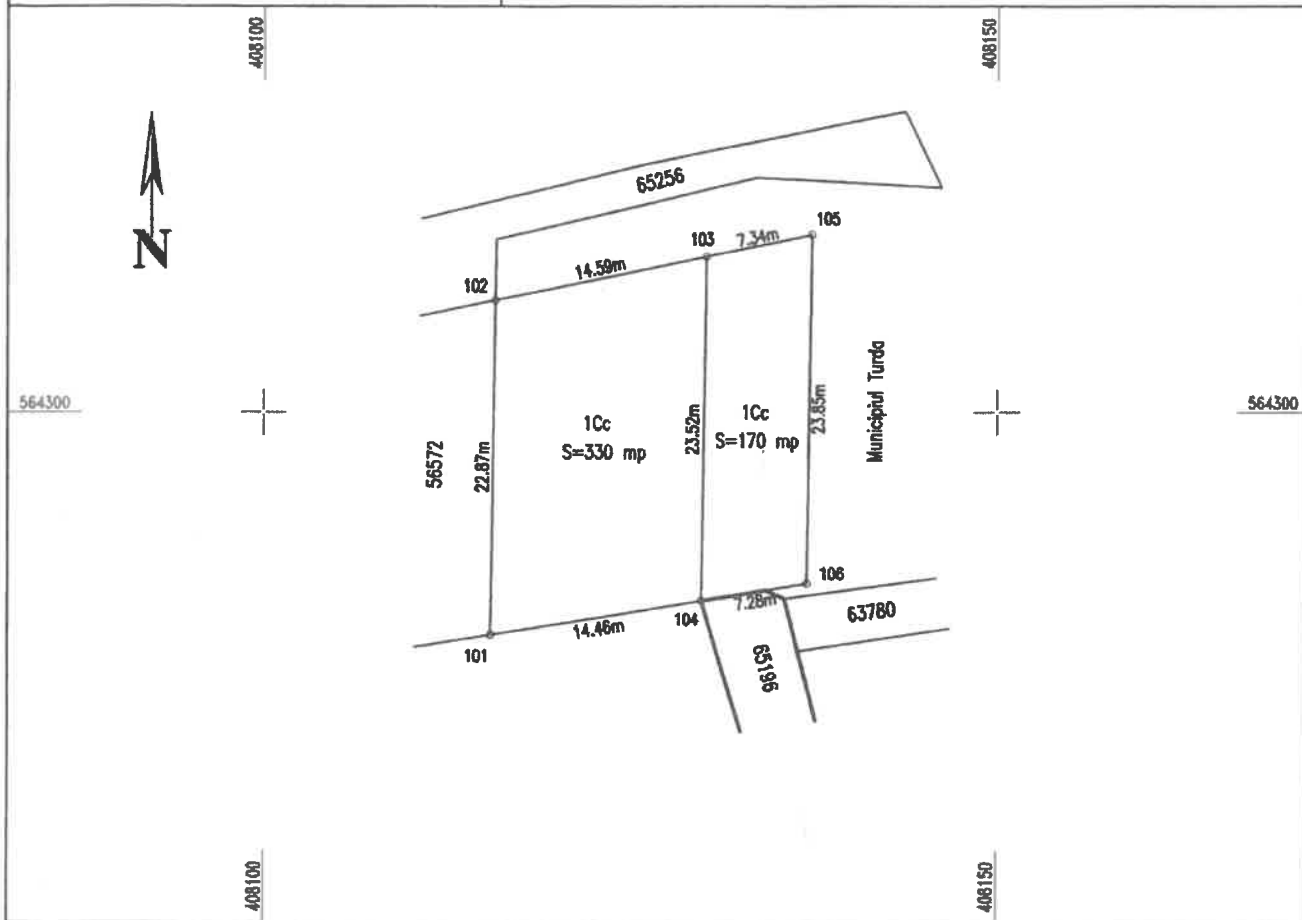 408100
408150
N
65256
105
103
7.34m
14.59m
102
Municipiul Turda
564300
564300
1Cc
S=330 mp
1Cc
S=170 mp
23.52m
23.85m
56572
22.87m
106
7.28m
104
63780
14.46m
101
65196
408100
408150